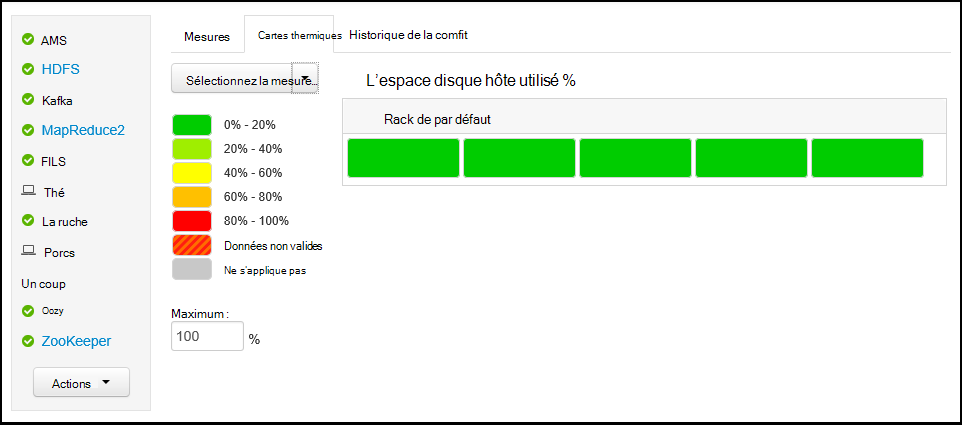 AMS
HDFS
Kafka
MapReduce2
FILS
Thé
La ruche
Porcs
Un coup
Oozy
ZooKeeper
Actions
Mesures
Cartes thermiques
Historique de la comfit
Sélectionnez la mesure...
0% - 20%
20% - 40%
40% - 60%
60% - 80%
80% - 100%
Données non valides
Ne s'applique pas
Maximum :
100 %
L'espace disque hôte utilisé %
Rack de par défaut